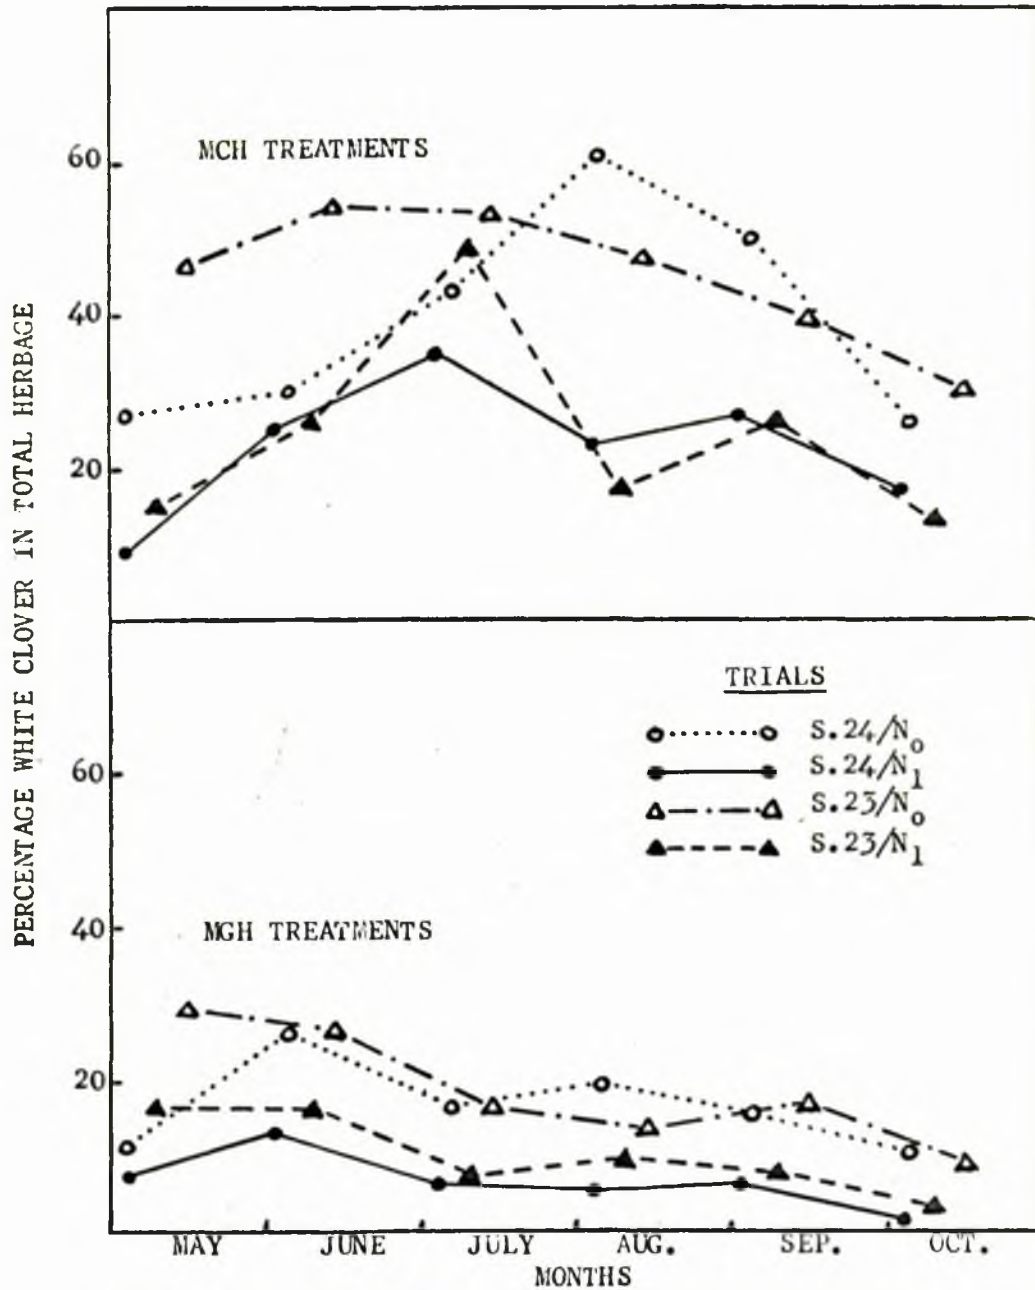 PERCENTAGE WHITE CLOVER IN TOTAL HERBAGE
MCH TREATMENTS
60
40
20
TRIALS
S.24/N₀
S.24/N₁
S.23/N₀
S.23/N₁
60
MGH TREATMENTS
40
20
MAY JUNE JULY AUG. SEP. OCT.
MONTHS